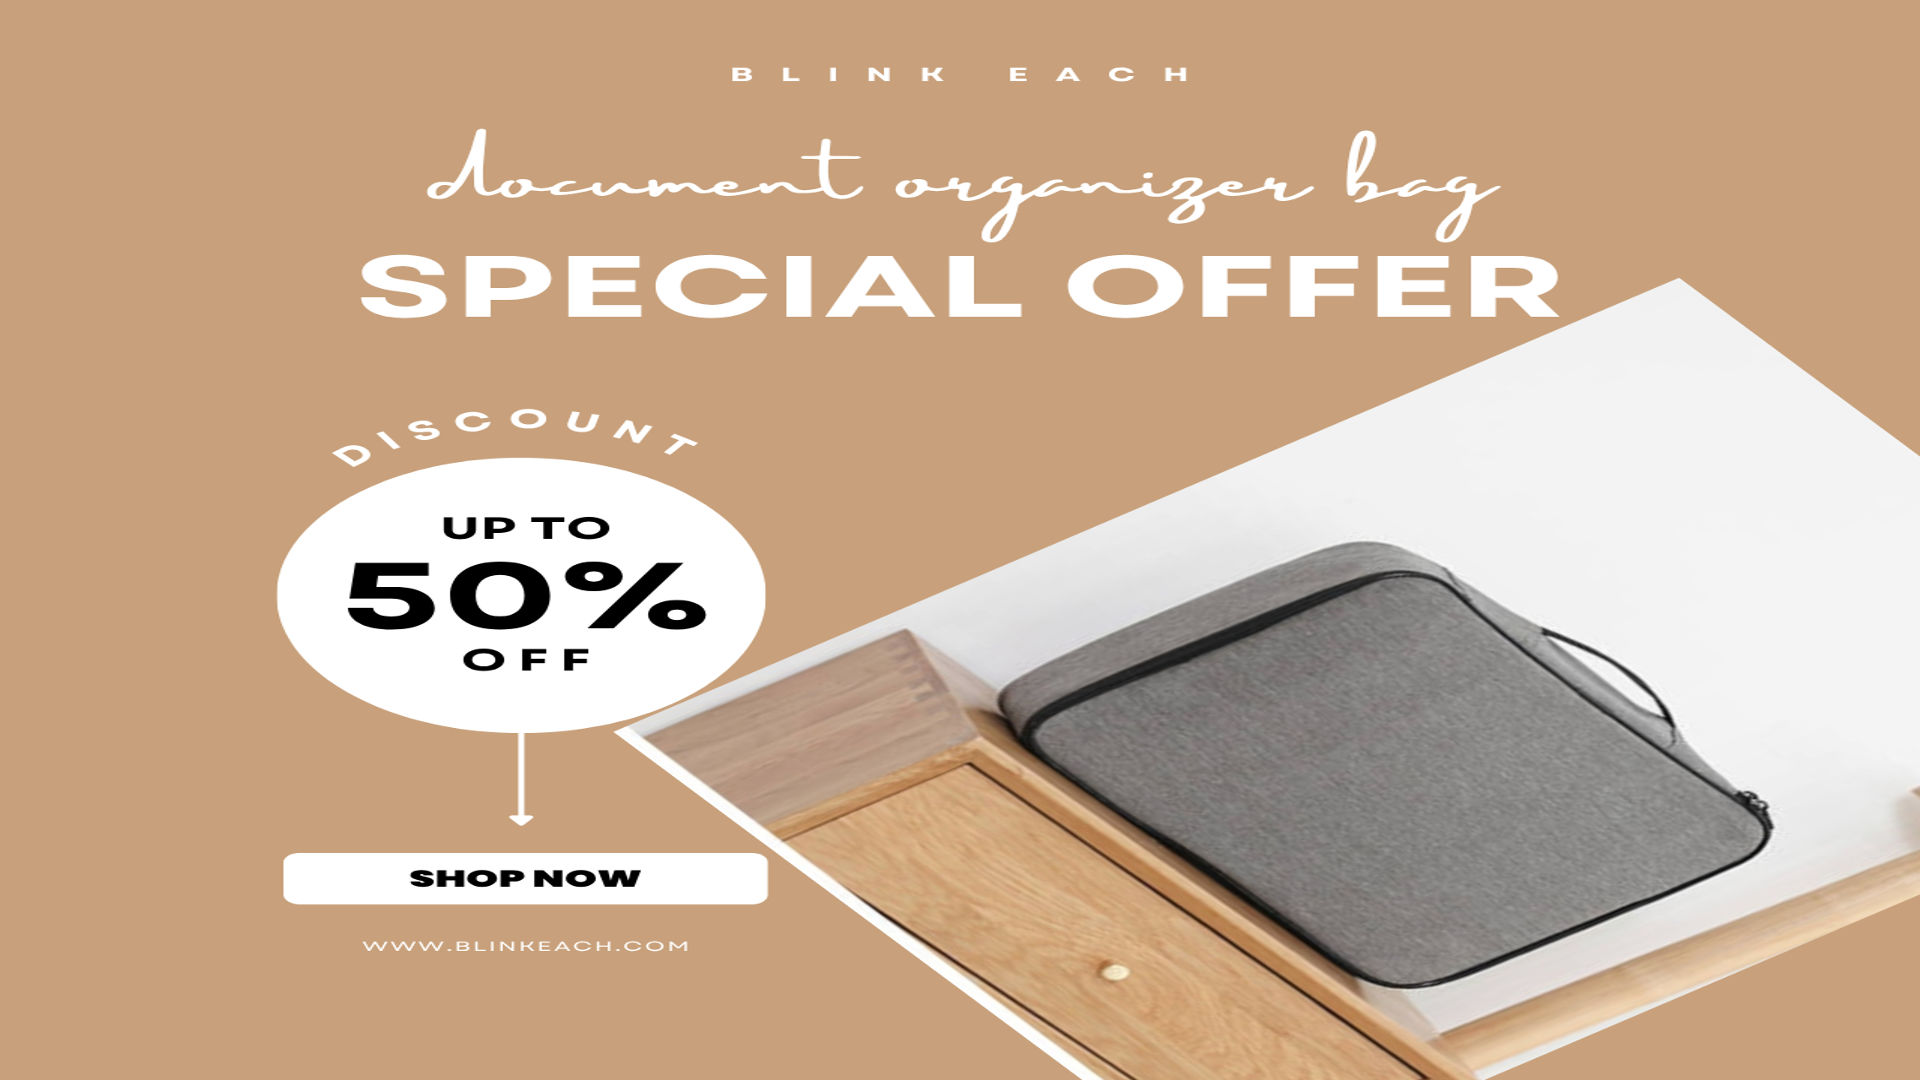 BLINK EACH
document organizer bag
SPECIAL OFFER
DISCOUNT
UP TO
50%
OFF
SHOP NOW
WWW.BLINKEACH.COM